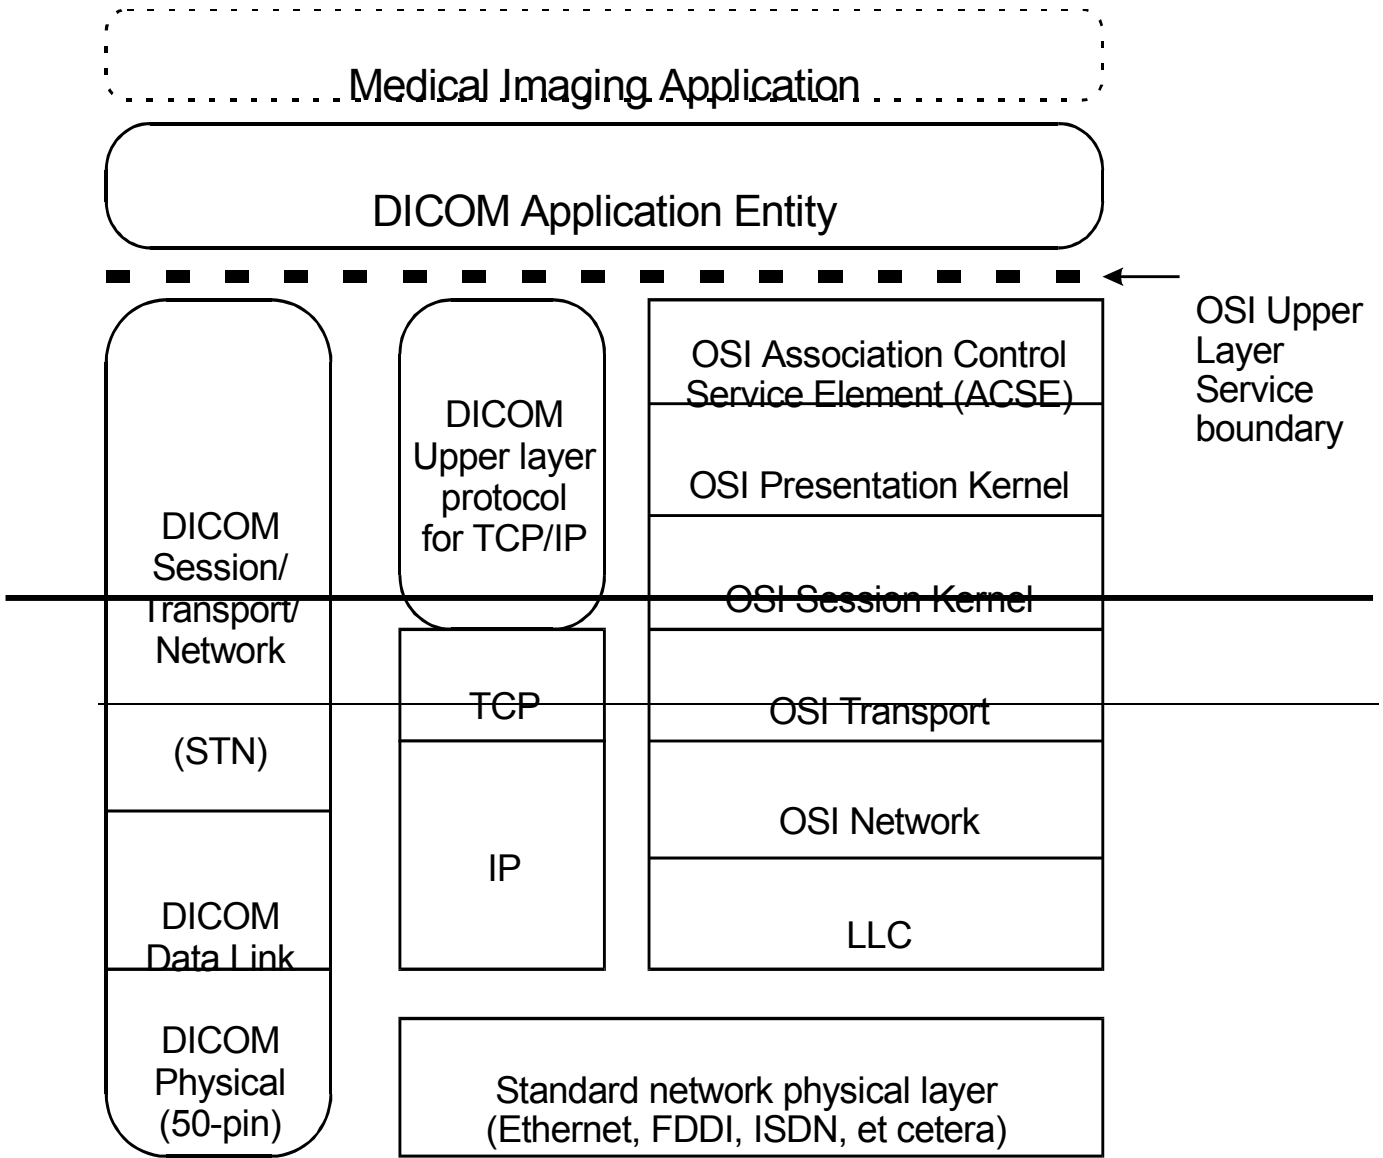 Medical Imaging Application
DICOM Application Entity
OSI Upper
Layer
Service
boundary
DICOM
Session/
Transport/
Network
(STN)
DICOM
Data Link
DICOM
Physical
(50-pin)
DICOM
Upper layer
protocol
for TCP/IP
TCP
IP
OSI Association Control
Service Element (ACSE)
OSI Presentation Kernel
OSI Session Kernel
OSI Transport
OSI Network
LLC
Standard network physical layer
(Ethernet, FDDI, ISDN, et cetera)